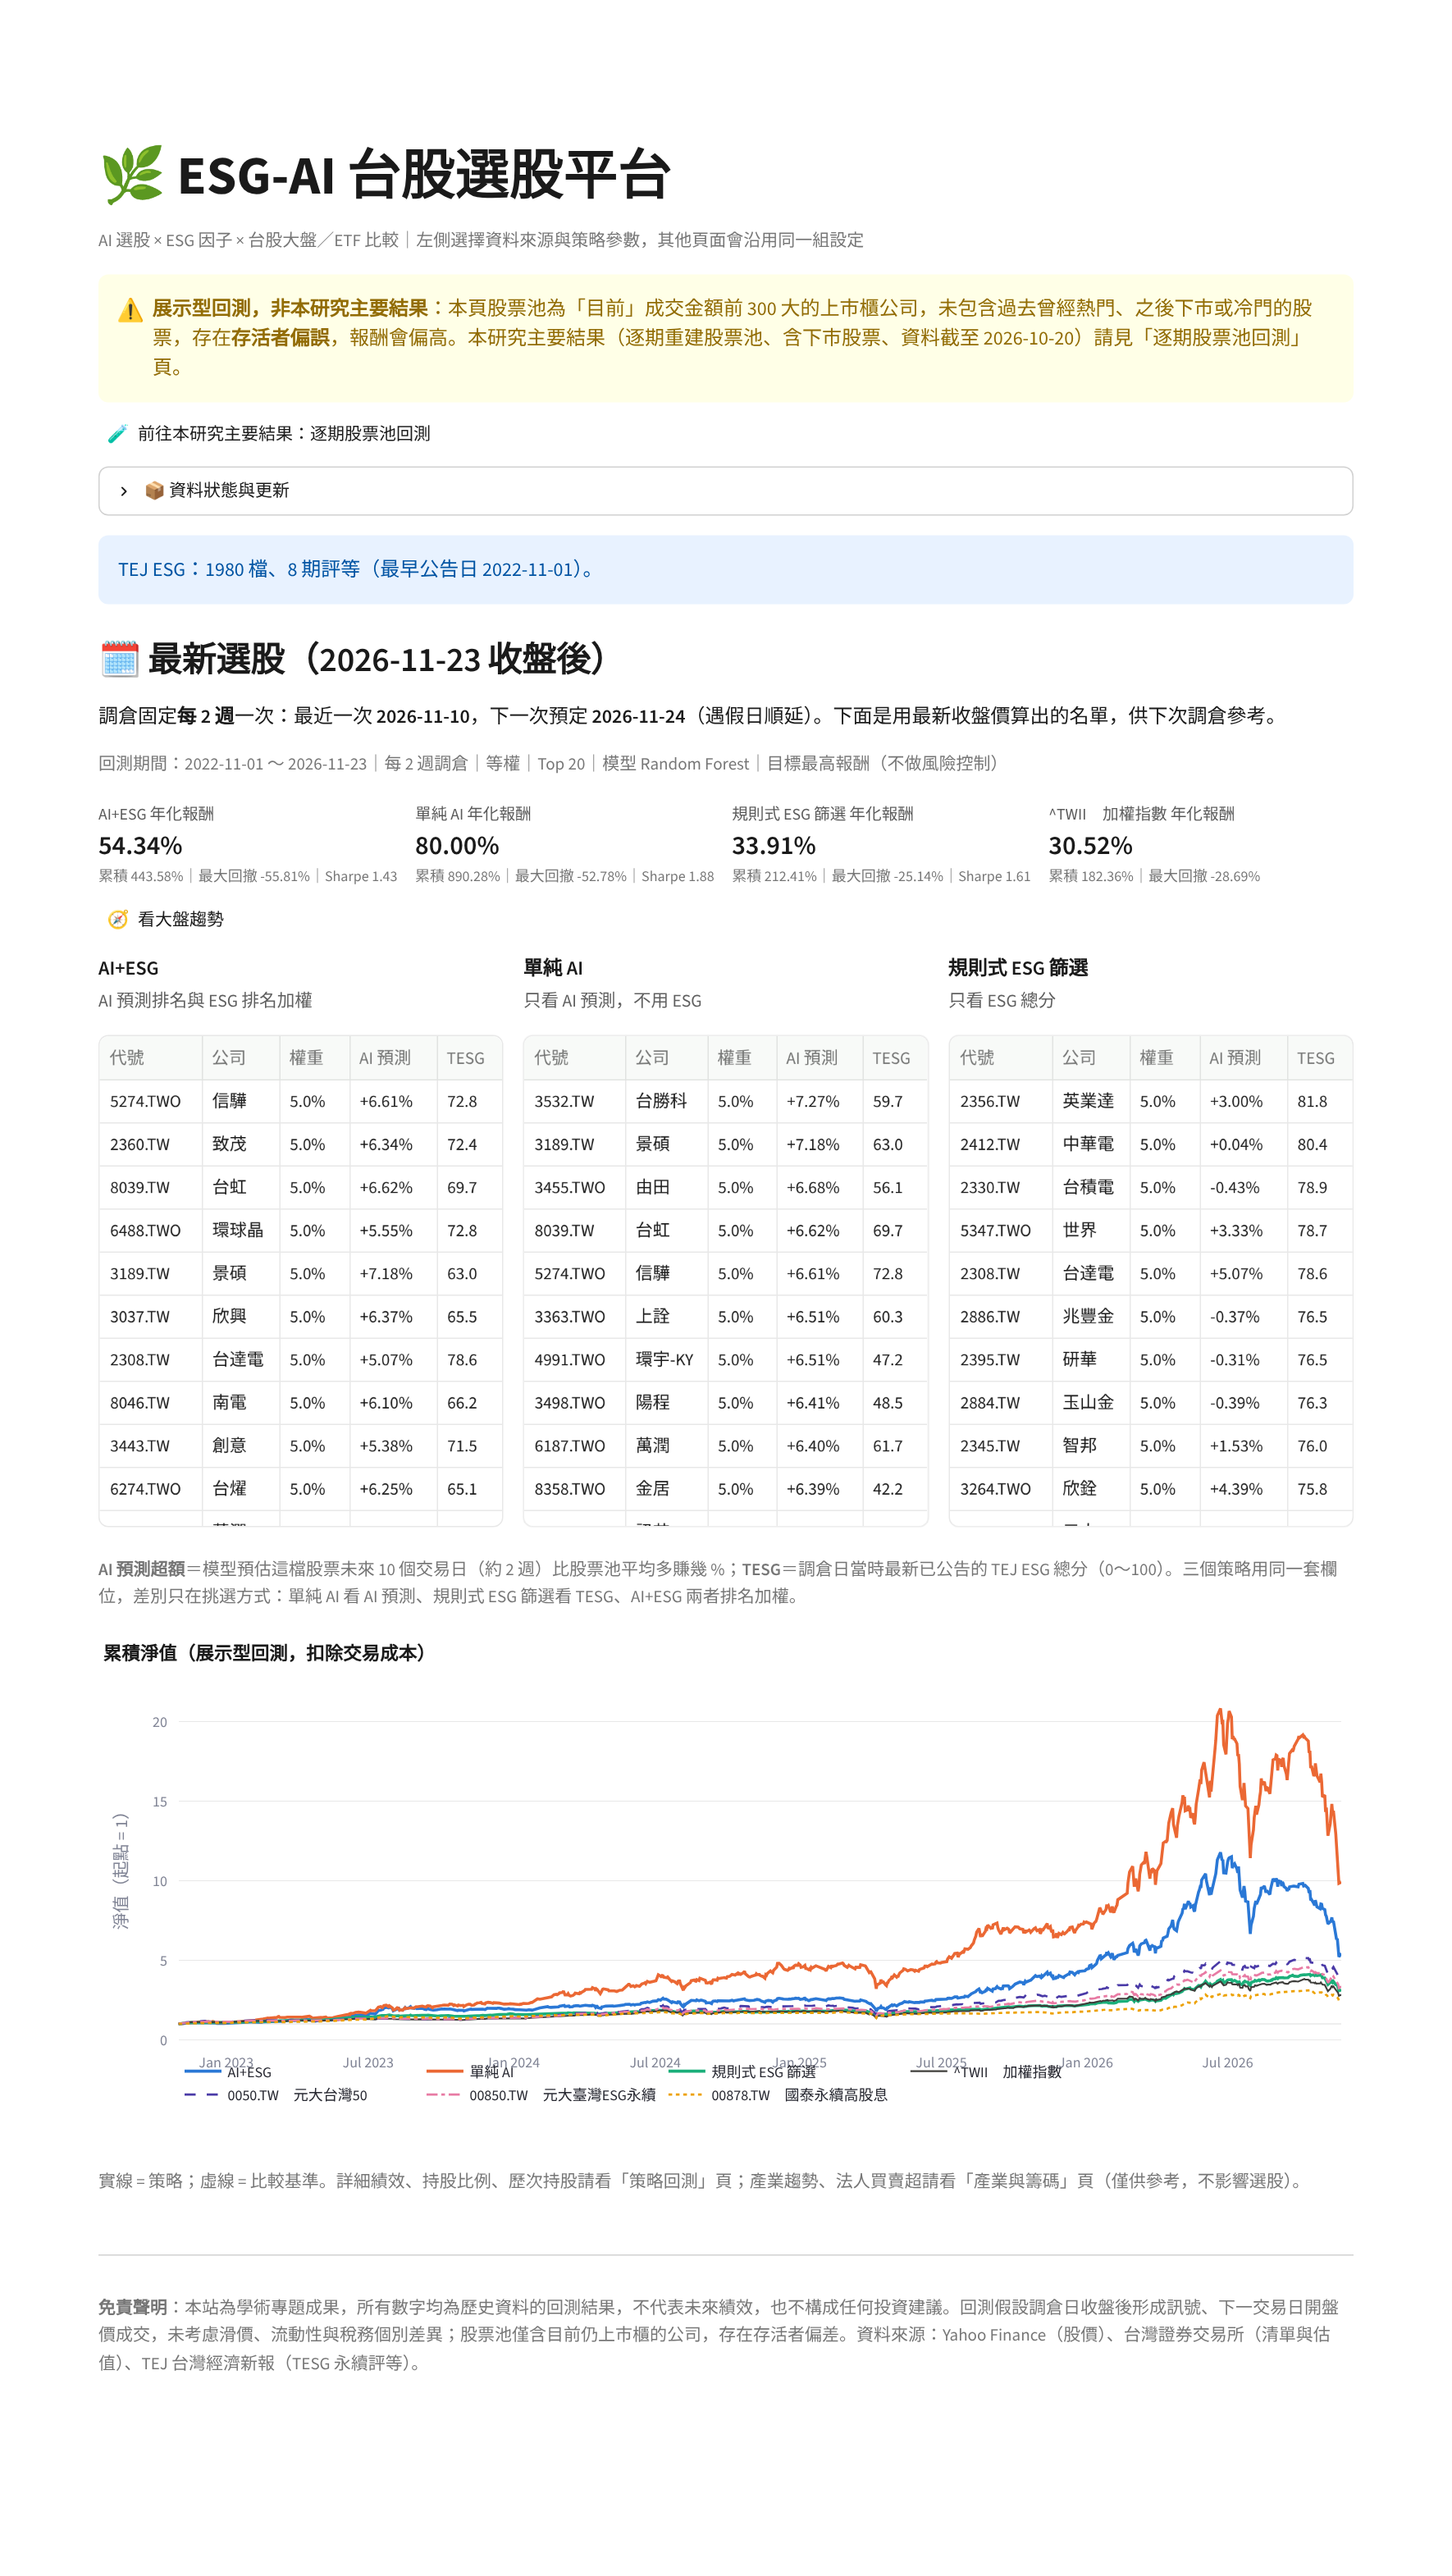 🌿 ESG-AI 台股選股平台
AI 選股 × ESG 因子 × 台股大盤／ETF 比較｜左側選擇資料來源與策略參數，其他頁面會沿用同一組設定
⚠️ 展示型回測，非本研究主要結果：本頁股票池為「目前」成交金額前 300 大的上市櫃公司，未包含過去曾經熱門、之後下市或冷門的股
票，存在存活者偏誤，報酬會偏高。本研究主要結果（逐期重建股票池、含下市股票、資料截至 2026-10-20）請見「逐期股票池回測」
頁。
🧪 前往本研究主要結果：逐期股票池回測
📦 資料狀態與更新
TEJ ESG：1980 檔、8 期評等（最早公告日 2022-11-01）。
🗓️ 最新選股（2026-11-23 收盤後）
調倉固定每 2 週一次：最近一次 2026-11-10，下一次預定 2026-11-24（遇假日順延）。下面是用最新收盤價算出的名單，供下次調倉參考。
回測期間：2022-11-01 ～ 2026-11-23｜每 2 週調倉｜等權｜Top 20｜模型 Random Forest｜目標最高報酬（不做風險控制）
AI+ESG 年化報酬
54.34%
累積 443.58%｜最大回撤 -55.81%｜Sharpe 1.43
單純 AI 年化報酬
80.00%
累積 890.28%｜最大回撤 -52.78%｜Sharpe 1.88
規則式 ESG 篩選 年化報酬
33.91%
累積 212.41%｜最大回撤 -25.14%｜Sharpe 1.61
^TWII　加權指數 年化報酬
30.52%
累積 182.36%｜最大回撤 -28.69%
🧭 看大盤趨勢
AI+ESG
AI 預測排名與 ESG 排名加權
代號 公司 權重 AI 預測 TESG
5274.TWO 信驊 5.0% +6.61% 72.8
2360.TW 致茂 5.0% +6.34% 72.4
8039.TW 台虹 5.0% +6.62% 69.7
6488.TWO 環球晶 5.0% +5.55% 72.8
3189.TW 景碩 5.0% +7.18% 63.0
3037.TW 欣興 5.0% +6.37% 65.5
2308.TW 台達電 5.0% +5.07% 78.6
8046.TW 南電 5.0% +6.10% 66.2
3443.TW 創意 5.0% +5.38% 71.5
6274.TWO 台燿 5.0% +6.25% 65.1
單純 AI
只看 AI 預測，不用 ESG
代號 公司 權重 AI 預測 TESG
3532.TW 台勝科 5.0% +7.27% 59.7
3189.TW 景碩 5.0% +7.18% 63.0
3455.TWO 由田 5.0% +6.68% 56.1
8039.TW 台虹 5.0% +6.62% 69.7
5274.TWO 信驊 5.0% +6.61% 72.8
3363.TWO 上詮 5.0% +6.51% 60.3
4991.TWO 環宇-KY 5.0% +6.51% 47.2
3498.TWO 陽程 5.0% +6.41% 48.5
6187.TWO 萬潤 5.0% +6.40% 61.7
8358.TWO 金居 5.0% +6.39% 42.2
規則式 ESG 篩選
只看 ESG 總分
代號 公司 權重 AI 預測 TESG
2356.TW 英業達 5.0% +3.00% 81.8
2412.TW 中華電 5.0% +0.04% 80.4
2330.TW 台積電 5.0% -0.43% 78.9
5347.TWO 世界 5.0% +3.33% 78.7
2308.TW 台達電 5.0% +5.07% 78.6
2886.TW 兆豐金 5.0% -0.37% 76.5
2395.TW 研華 5.0% -0.31% 76.5
2884.TW 玉山金 5.0% -0.39% 76.3
2345.TW 智邦 5.0% +1.53% 76.0
3264.TWO 欣銓 5.0% +4.39% 75.8
AI 預測超額＝模型預估這檔股票未來 10 個交易日（約 2 週）比股票池平均多賺幾 %；TESG＝調倉日當時最新已公告的 TEJ ESG 總分（0～100）。三個策略用同一套欄
位，差別只在挑選方式：單純 AI 看 AI 預測、規則式 ESG 篩選看 TESG、AI+ESG 兩者排名加權。
累積淨值（展示型回測，扣除交易成本）
淨值（起點 = 1）
20
15
10
5
0
Jan 2023 Jul 2023 Jan 2024 Jul 2024 Jan 2025 Jul 2025 Jan 2026 Jul 2026
AI+ESG 單純 AI 規則式 ESG 篩選 ^TWII　加權指數
0050.TW　元大台灣50 00850.TW　元大臺灣ESG永續 00878.TW　國泰永續高股息
實線 = 策略；虛線 = 比較基準。詳細績效、持股比例、歷次持股請看「策略回測」頁；產業趨勢、法人買賣超請看「產業與籌碼」頁（僅供參考，不影響選股）。
免責聲明：本站為學術專題成果，所有數字均為歷史資料的回測結果，不代表未來績效，也不構成任何投資建議。回測假設調倉日收盤後形成訊號、下一交易日開盤
價成交，未考慮滑價、流動性與稅務個別差異；股票池僅含目前仍上市櫃的公司，存在存活者偏差。資料來源：Yahoo Finance（股價）、台灣證券交易所（清單與估
值）、TEJ 台灣經濟新報（TESG 永續評等）。